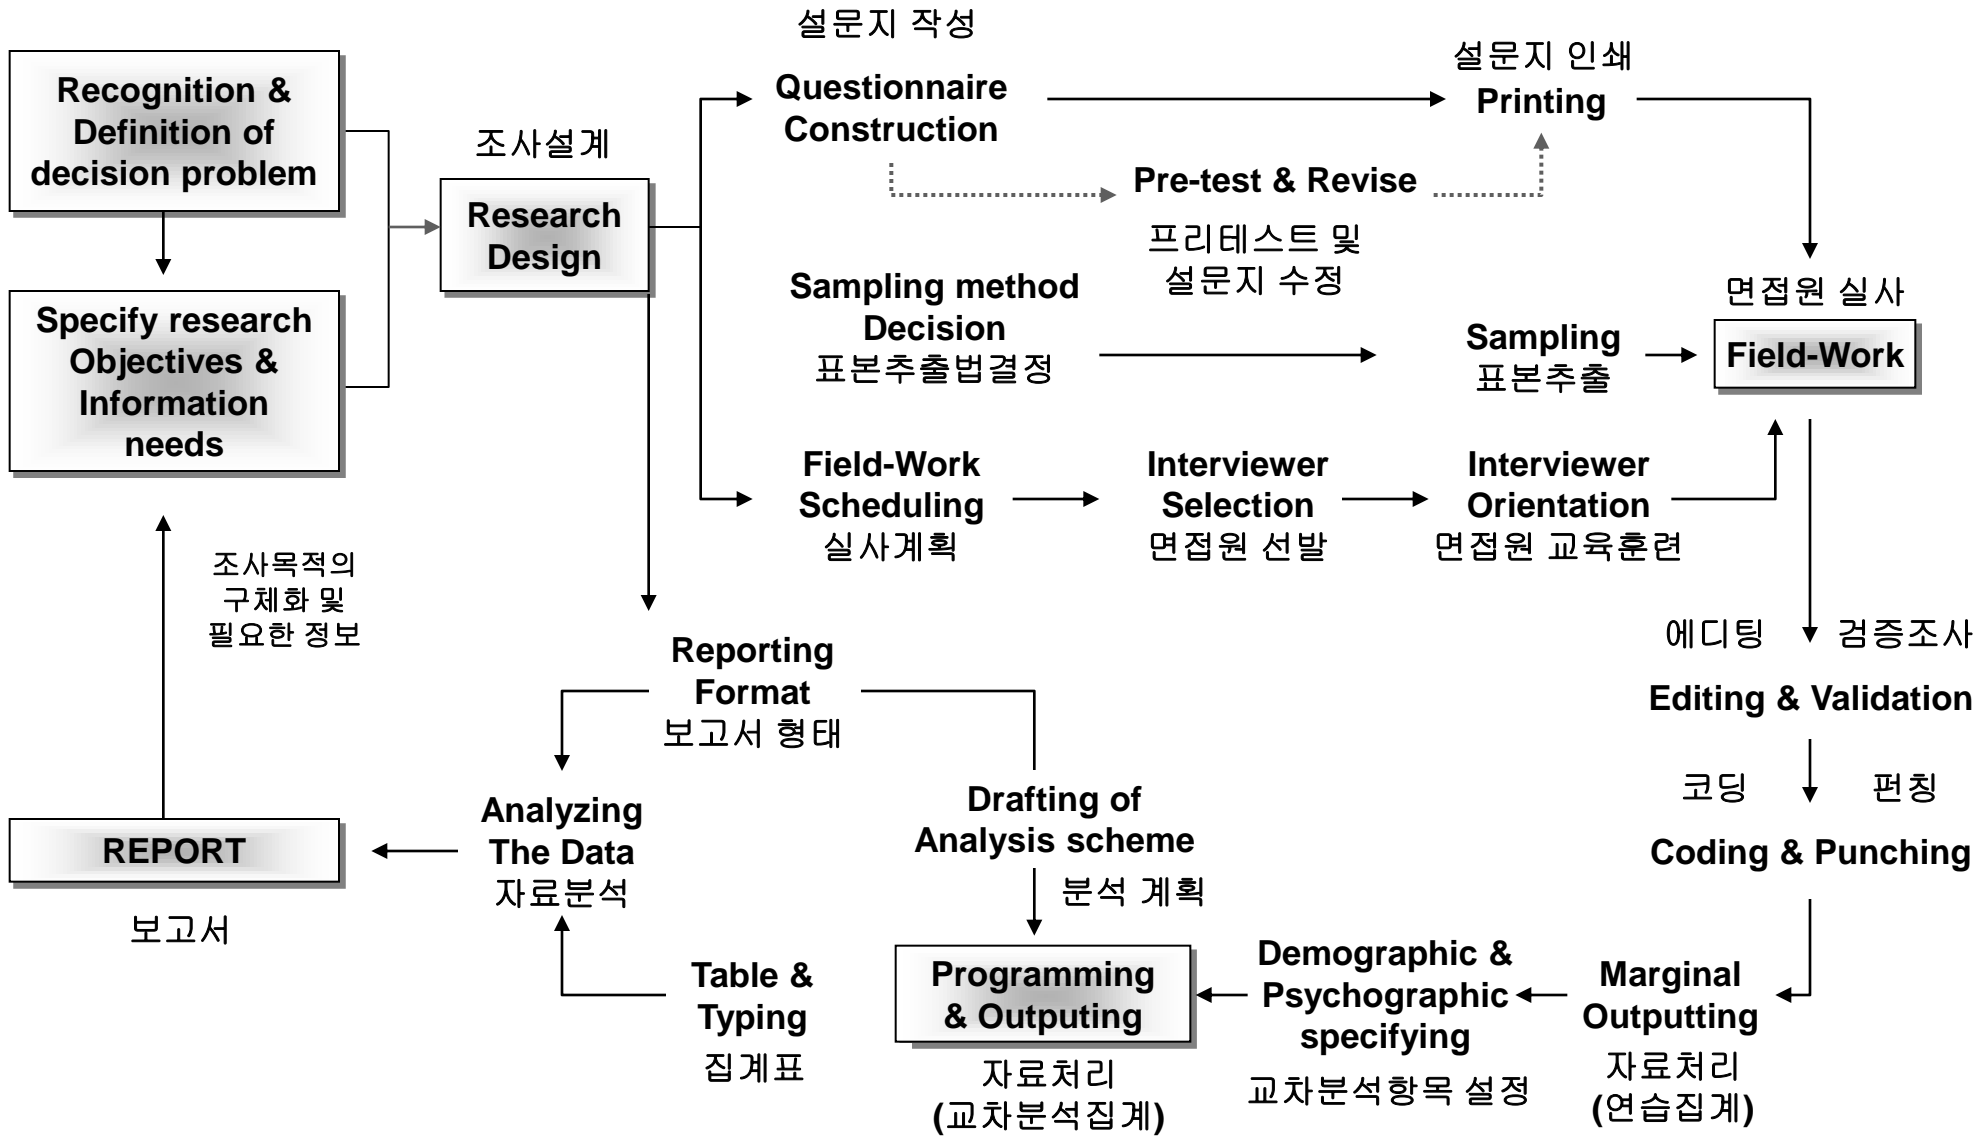 설문지 작성
Recognition &
Definition of
decision problem
조사설계
Research
Design
Questionnaire
Construction
설문지 인쇄
Printing
Pre-test & Revise
프리테스트 및
설문지 수정
Specify research
Objectives &
Information
needs
Sampling method
Decision
표본추출법결정
Sampling
표본추출
면접원 실사
Field-Work
Field-Work
Scheduling
실사계획
Interviewer
Selection
면접원 선발
Interviewer
Orientation
면접원 교육훈련
조사목적의
구체화 및
필요한 정보
에디팅 검증조사
Editing & Validation
Reporting
Format
보고서 형태
코딩 펀칭
Coding & Punching
Drafting of
Analysis scheme
분석 계획
Analyzing
The Data
자료분석
REPORT
보고서
Table &
Typing
집계표
Programming
& Outputing
자료처리
(교차분석집계)
Demographic &
Psychographic
specifying
교차분석항목 설정
Marginal
Outputting
자료처리
(연습집계)